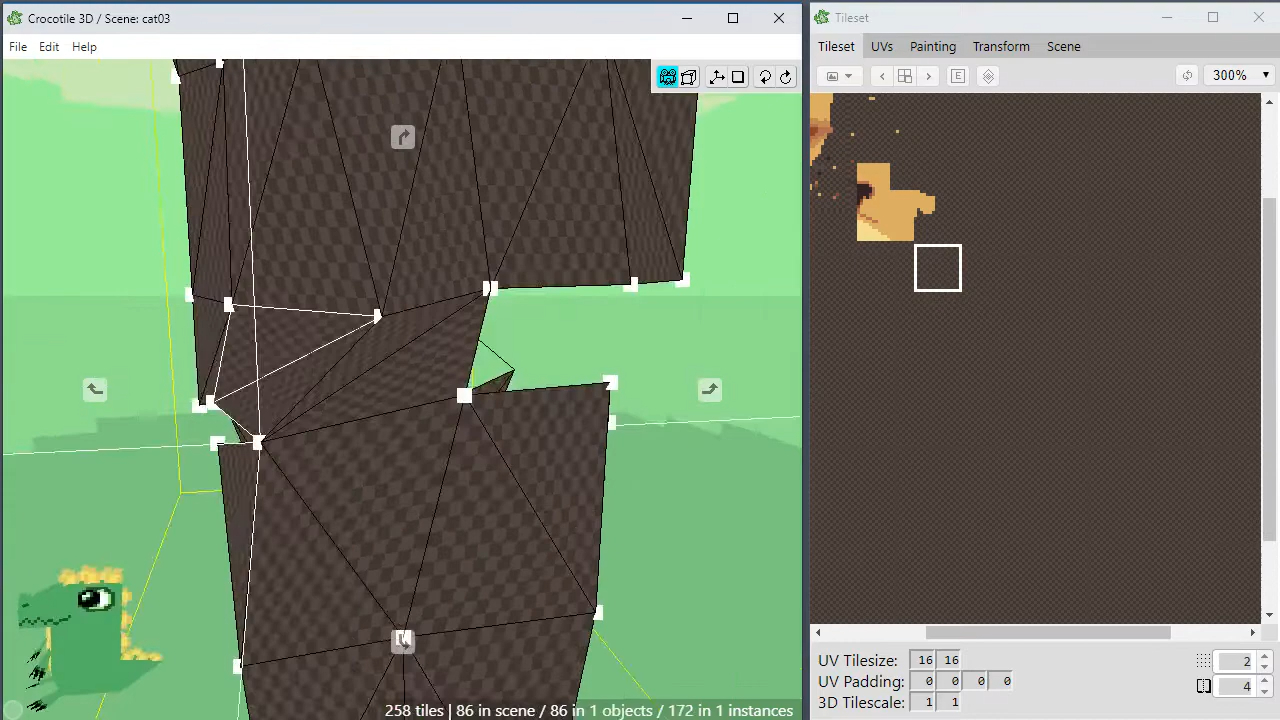 Crocotile 3D / Scene: cat03
File Edit Help
258 tiles | 86 in scene / 86 in 1 objects / 172 in 1 instances
Tileset
Tileset UVs Painting Transform Scene
E 300%
UV Tilesize: 16 16
2
UV Padding: 0 0 0 0
4
3D Tilescale: 1 1